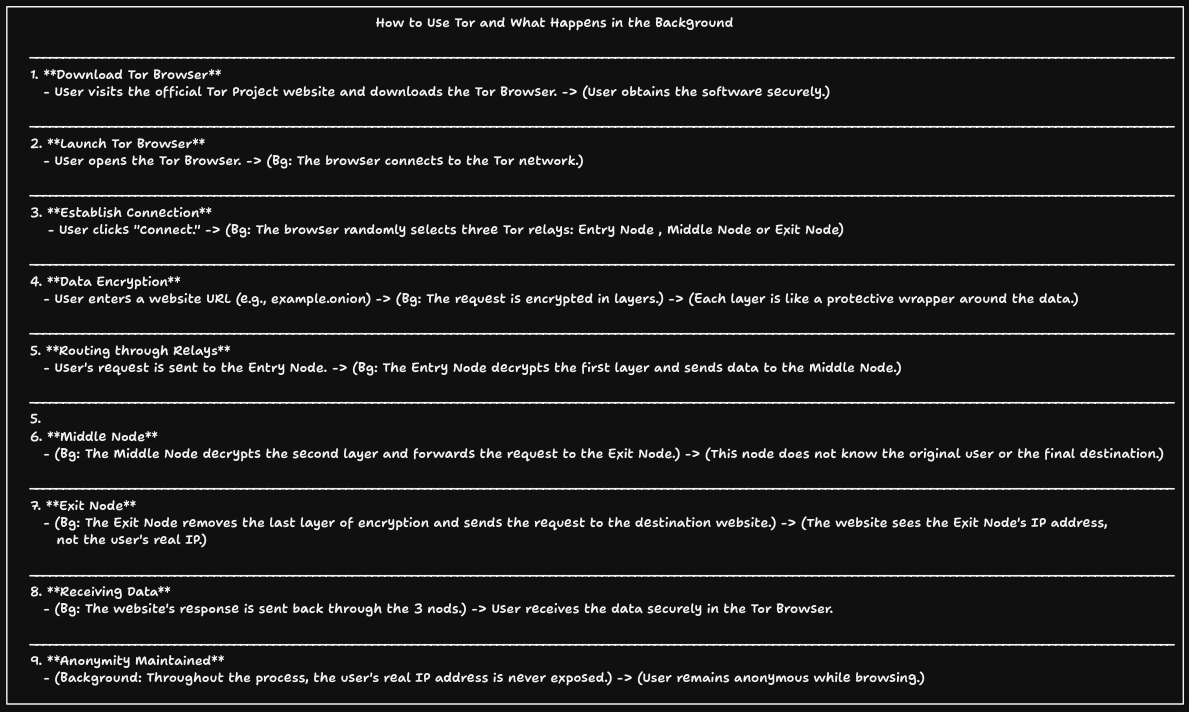 How to Use Tor and What Happens in the Background
1. **Download Tor Browser**
- User visits the official Tor Project website and downloads the Tor Browser. -> (User obtains the software securely.)
2. **Launch Tor Browser**
- User opens the Tor Browser. -> (Bg: The browser connects to the Tor network.)
3. **Establish Connection**
- User clicks "Connect." -> (Bg: The browser randomly selects three Tor relays: Entry Node , Middle Node or Exit Node)
4. **Data Encryption**
- User enters a website URL (e.g., example.onion) -> (Bg: The request is encrypted in layers.) -> (Each layer is like a protective wrapper around the data.)
5. **Routing through Relays**
- User's request is sent to the Entry Node. -> (Bg: The Entry Node decrypts the first layer and sends data to the Middle Node.)
5.
6. **Middle Node**
- (Bg: The Middle Node decrypts the second layer and forwards the request to the Exit Node.) -> (This node does not know the original user or the final destination.)
7. **Exit Node**
- (Bg: The Exit Node removes the last layer of encryption and sends the request to the destination website.) -> (The website sees the Exit Node's IP address,
not the user's real IP.)
8. **Receiving Data**
- (Bg: The website's response is sent back through the 3 nods.) -> User receives the data securely in the Tor Browser.
9. **Anonymity Maintained**
- (Background: Throughout the process, the user's real IP address is never exposed.) -> (User remains anonymous while browsing.)